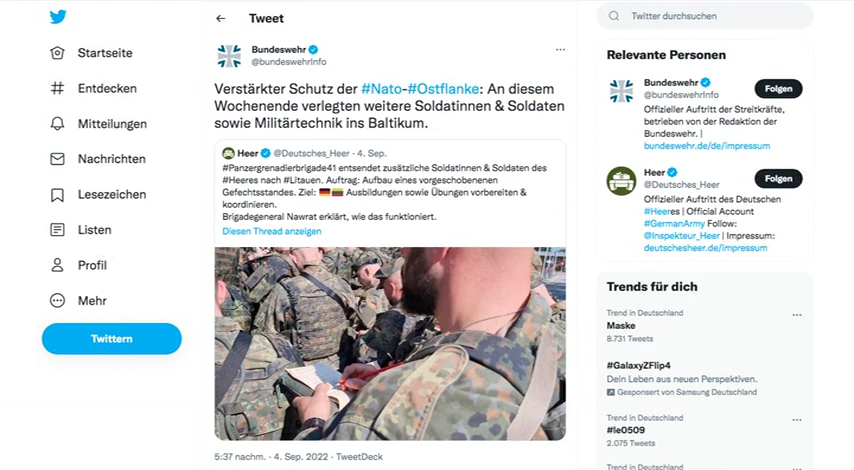 Tweet
Twitter durchsuchen
Startseite
Entdecken
Mitteilungen
Nachrichten
Lesezeichen
Listen
Profil
Mehr
Twittern
Bundeswehr
@bundeswehrInfo
Verstärkter Schutz der #Nato-#Ostflanke: An diesem
Wochenende verlegten weitere Soldatinnen & Soldaten
sowie Militärtechnik ins Baltikum.
Heer @Deutsches_Heer · 4. Sep.
#Panzergrenadierbrigade41 entsendet zusätzliche Soldatinnen & Soldaten des
#Heeres nach #Litauen. Auftrag: Aufbau eines vorgeschobenenen
Gefechtsstandes. Ziel: 🇩🇪🇱🇹 Ausbildungen sowie Übungen vorbereiten &
koordinieren.
Brigadegeneral Nawrat erklärt, wie das funktioniert.
Diesen Thread anzeigen
5:37 nachm. · 4. Sep. 2022 · TweetDeck
Relevante Personen
Bundeswehr
@bundeswehrInfo
Folgen
Offizieller Auftritt der Streitkräfte,
betrieben von der Redaktion der
Bundeswehr. |
bundeswehr.de/de/impressum
Heer
@Deutsches_Heer
Folgen
Offizieller Auftritt des Deutschen
#Heeres | Official Account
#GermanArmy Follow:
@Inspekteur_Heer | Impressum:
deutschesheer.de/impressum
Trends für dich
Trend in Deutschland
Maske
8.731 Tweets
#GalaxyZFlip4
Dein Leben aus neuen Perspektiven.
Gesponsert von Samsung Deutschland
Trend in Deutschland
#le0509
2.075 Tweets
Trend in Deutschland